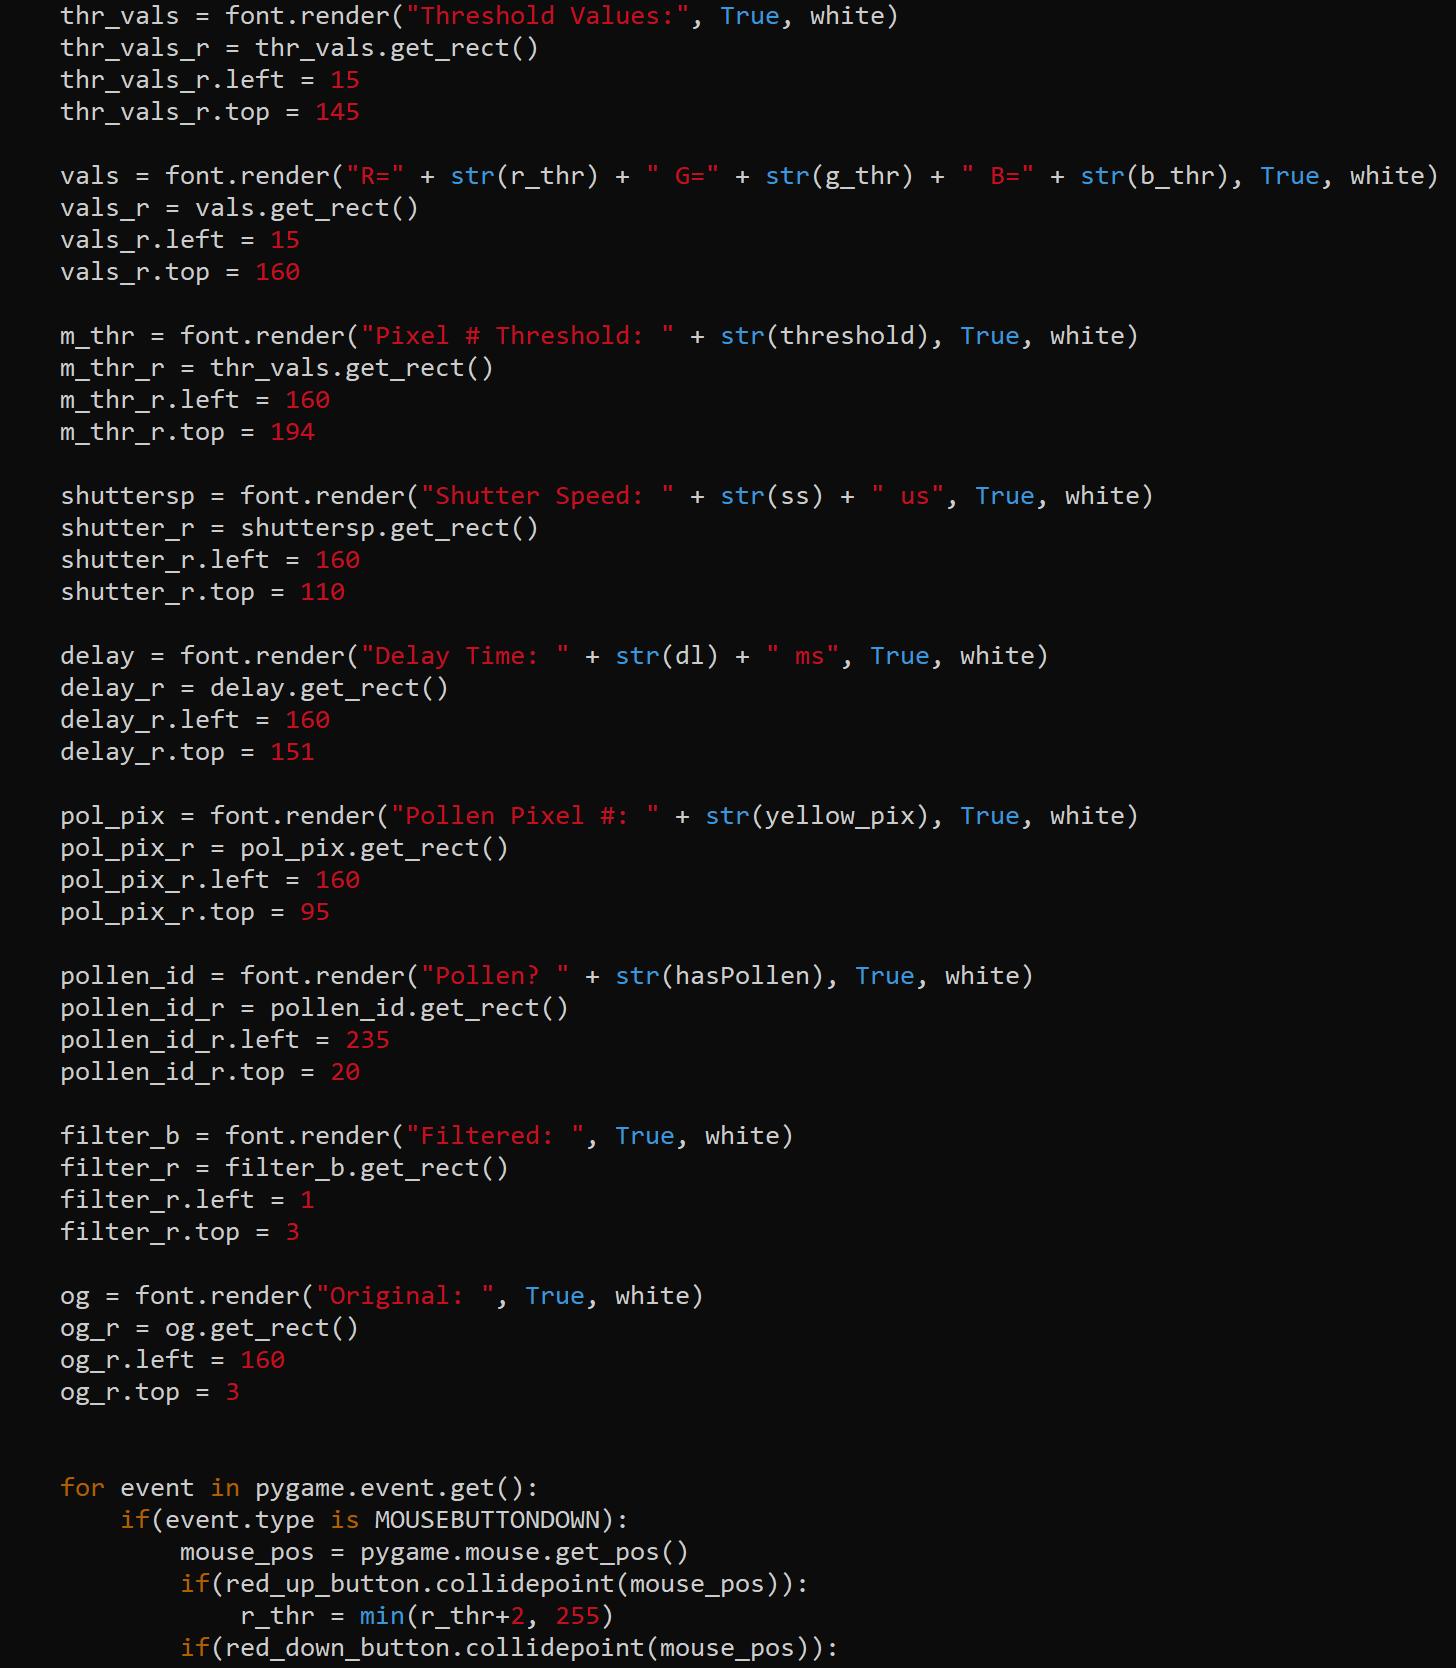 thr_vals = font.render("Threshold Values:", True, white)
thr_vals_r = thr_vals.get_rect()
thr_vals_r.left = 15
thr_vals_r.top = 145
vals = font.render("R=" + str(r_thr) + " G=" + str(g_thr) + " B=" + str(b_thr), True, white)
vals_r = vals.get_rect()
vals_r.left = 15
vals_r.top = 160
m_thr = font.render("Pixel # Threshold: " + str(threshold), True, white)
m_thr_r = thr_vals.get_rect()
m_thr_r.left = 160
m_thr_r.top = 194
shuttersp = font.render("Shutter Speed: " + str(ss) + " us", True, white)
shutter_r = shuttersp.get_rect()
shutter_r.left = 160
shutter_r.top = 110
delay = font.render("Delay Time: " + str(dl) + " ms", True, white)
delay_r = delay.get_rect()
delay_r.left = 160
delay_r.top = 151
pol_pix = font.render("Pollen Pixel #: " + str(yellow_pix), True, white)
pol_pix_r = pol_pix.get_rect()
pol_pix_r.left = 160
pol_pix_r.top = 95
pollen_id = font.render("Pollen? " + str(hasPollen), True, white)
pollen_id_r = pollen_id.get_rect()
pollen_id_r.left = 235
pollen_id_r.top = 20
filter_b = font.render("Filtered: ", True, white)
filter_r = filter_b.get_rect()
filter_r.left = 1
filter_r.top = 3
og = font.render("Original: ", True, white)
og_r = og.get_rect()
og_r.left = 160
og_r.top = 3
for event in pygame.event.get():
    if(event.type is MOUSEBUTTONDOWN):
        mouse_pos = pygame.mouse.get_pos()
        if(red_up_button.collidepoint(mouse_pos)):
            r_thr = min(r_thr+2, 255)
        if(red_down_button.collidepoint(mouse_pos)):